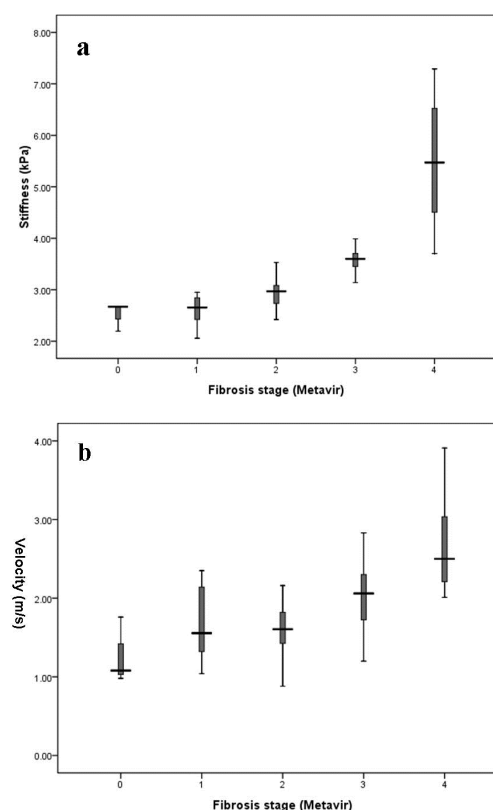 a
8.00
7.00
6.00
5.00
4.00
3.00
2.00
Stiffness (kPa)
0 1 2 3 4
Fibrosis stage (Metavir)
b
4.00
3.00
2.00
1.00
0.00
Velocity (m/s)
0 1 2 3 4
Fibrosis stage (Metavir)